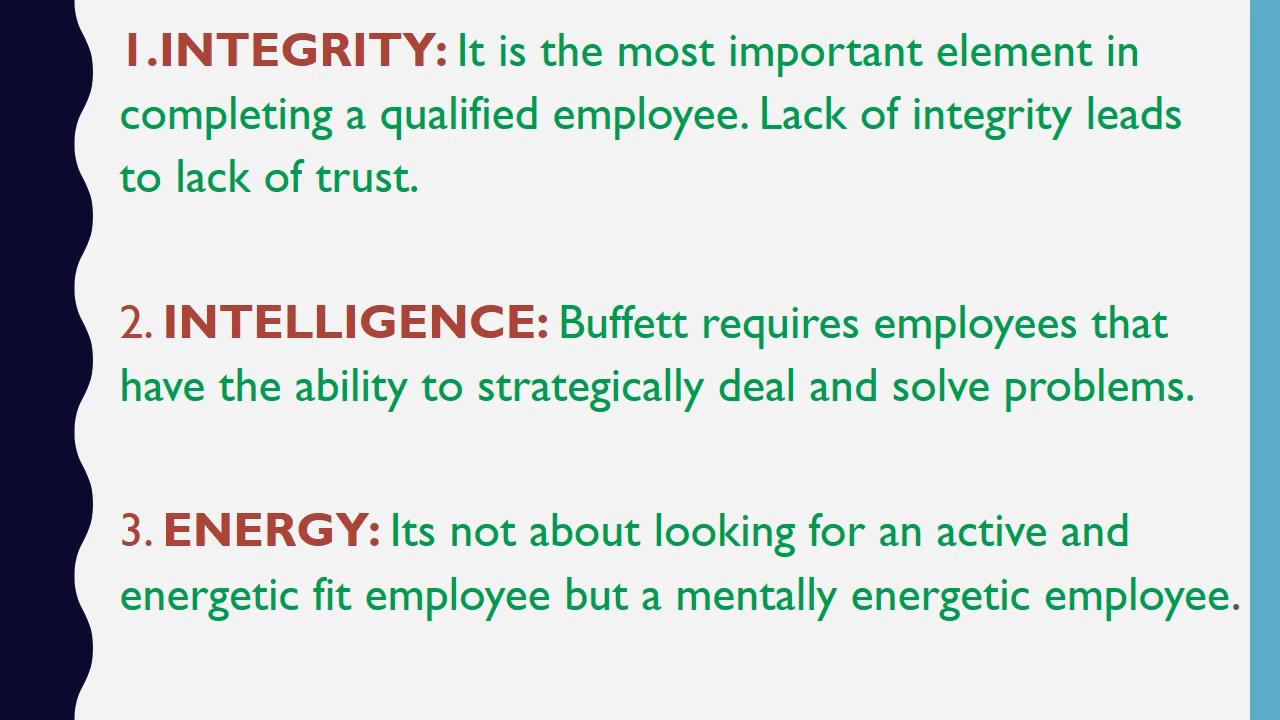 1.INTEGRITY: It is the most important element in
completing a qualified employee. Lack of integrity leads
to lack of trust.
2. INTELLIGENCE: Buffett requires employees that
have the ability to strategically deal and solve problems.
3. ENERGY: Its not about looking for an active and
energetic fit employee but a mentally energetic employee.